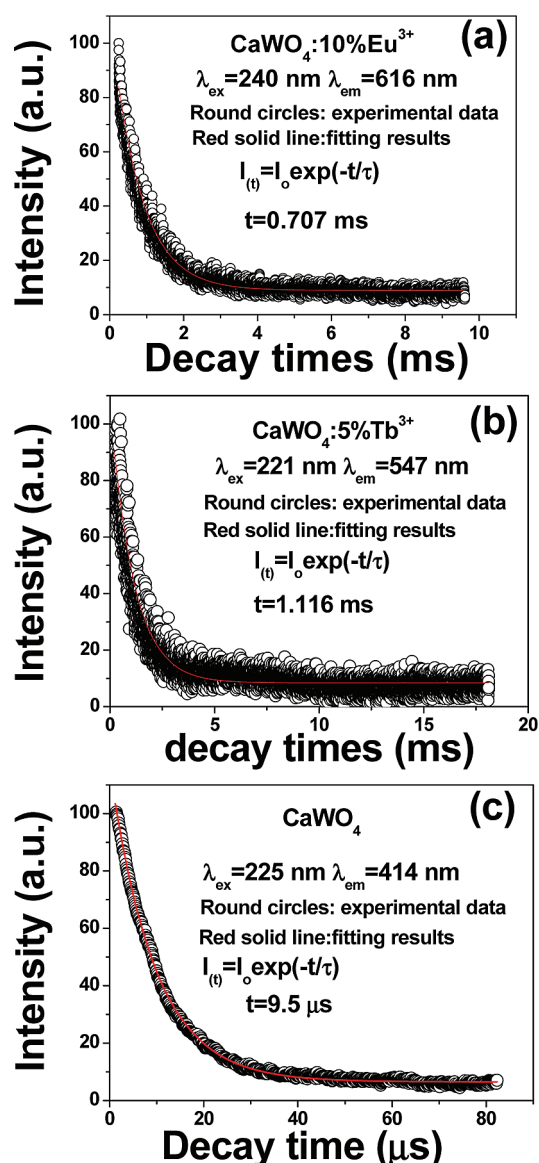 (a)
CaWO₄:10%Eu³⁺
λex=240 nm λem=616 nm
Round circles: experimental data
Red solid line:fitting results
I(t)=Ioexp(-t/τ)
t=0.707 ms
Intensity (a.u.)
100
80
60
40
20
0
0 2 4 6 8 10
Decay times (ms)
(b)
CaWO₄:5%Tb³⁺
λex=221 nm λem=547 nm
Round circles: experimental data
Red solid line:fitting results
I(t)=Ioexp(-t/τ)
t=1.116 ms
Intensity (a.u.)
100
80
60
40
20
0
0 5 10 15 20
decay times (ms)
(c)
CaWO₄
λex=225 nm λem=414 nm
Round circles: experimental data
Red solid line:fitting results
I(t)=Ioexp(-t/τ)
t=9.5 μs
Intensity (a.u.)
100
80
60
40
20
0
0 20 40 60 80
Decay time (μs)